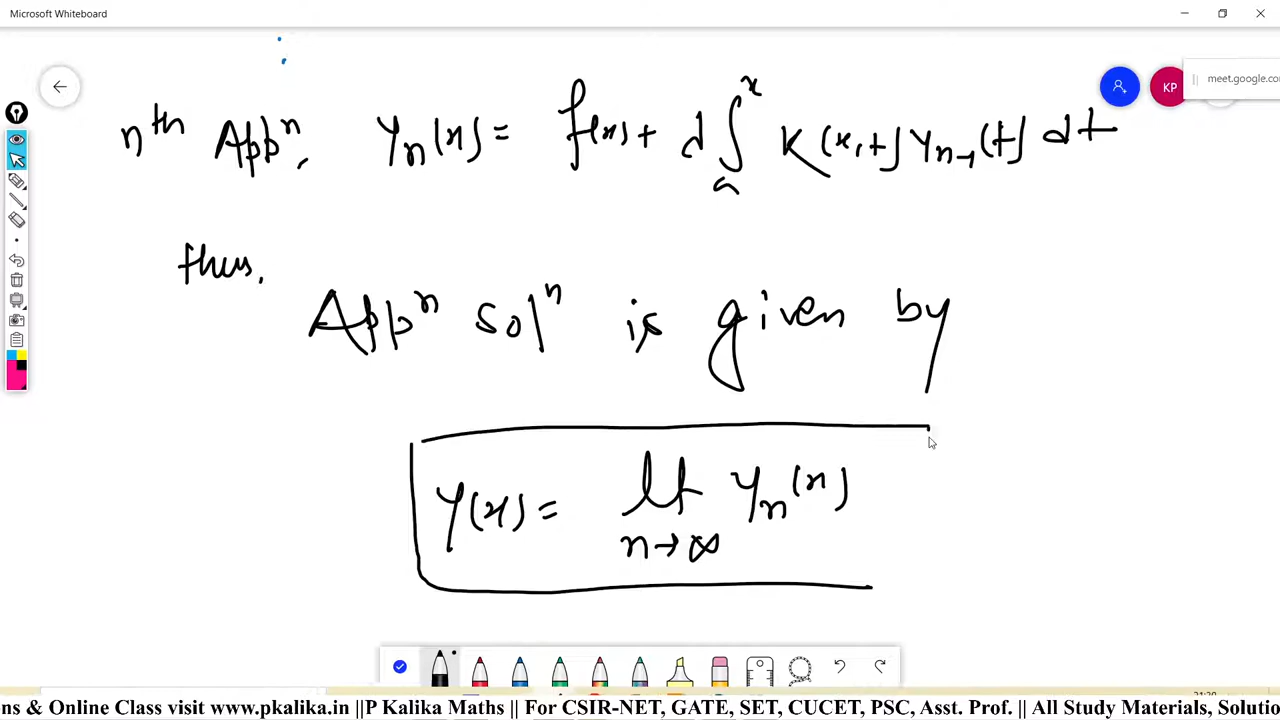 Microsoft Whiteboard
KP
meet.google.com
nth Appn. Yn(x) = f(x) + d∫ax K(x,t) Yn-1(t) dt
thus,
Appn soln is given by
Y(x) = lt n→∞ Yn(x)
ns & Online Class visit www.pkalika.in ||P Kalika Maths || For CSIR-NET, GATE, SET, CUCET, PSC, Asst. Prof. || All Study Materials, Solutio